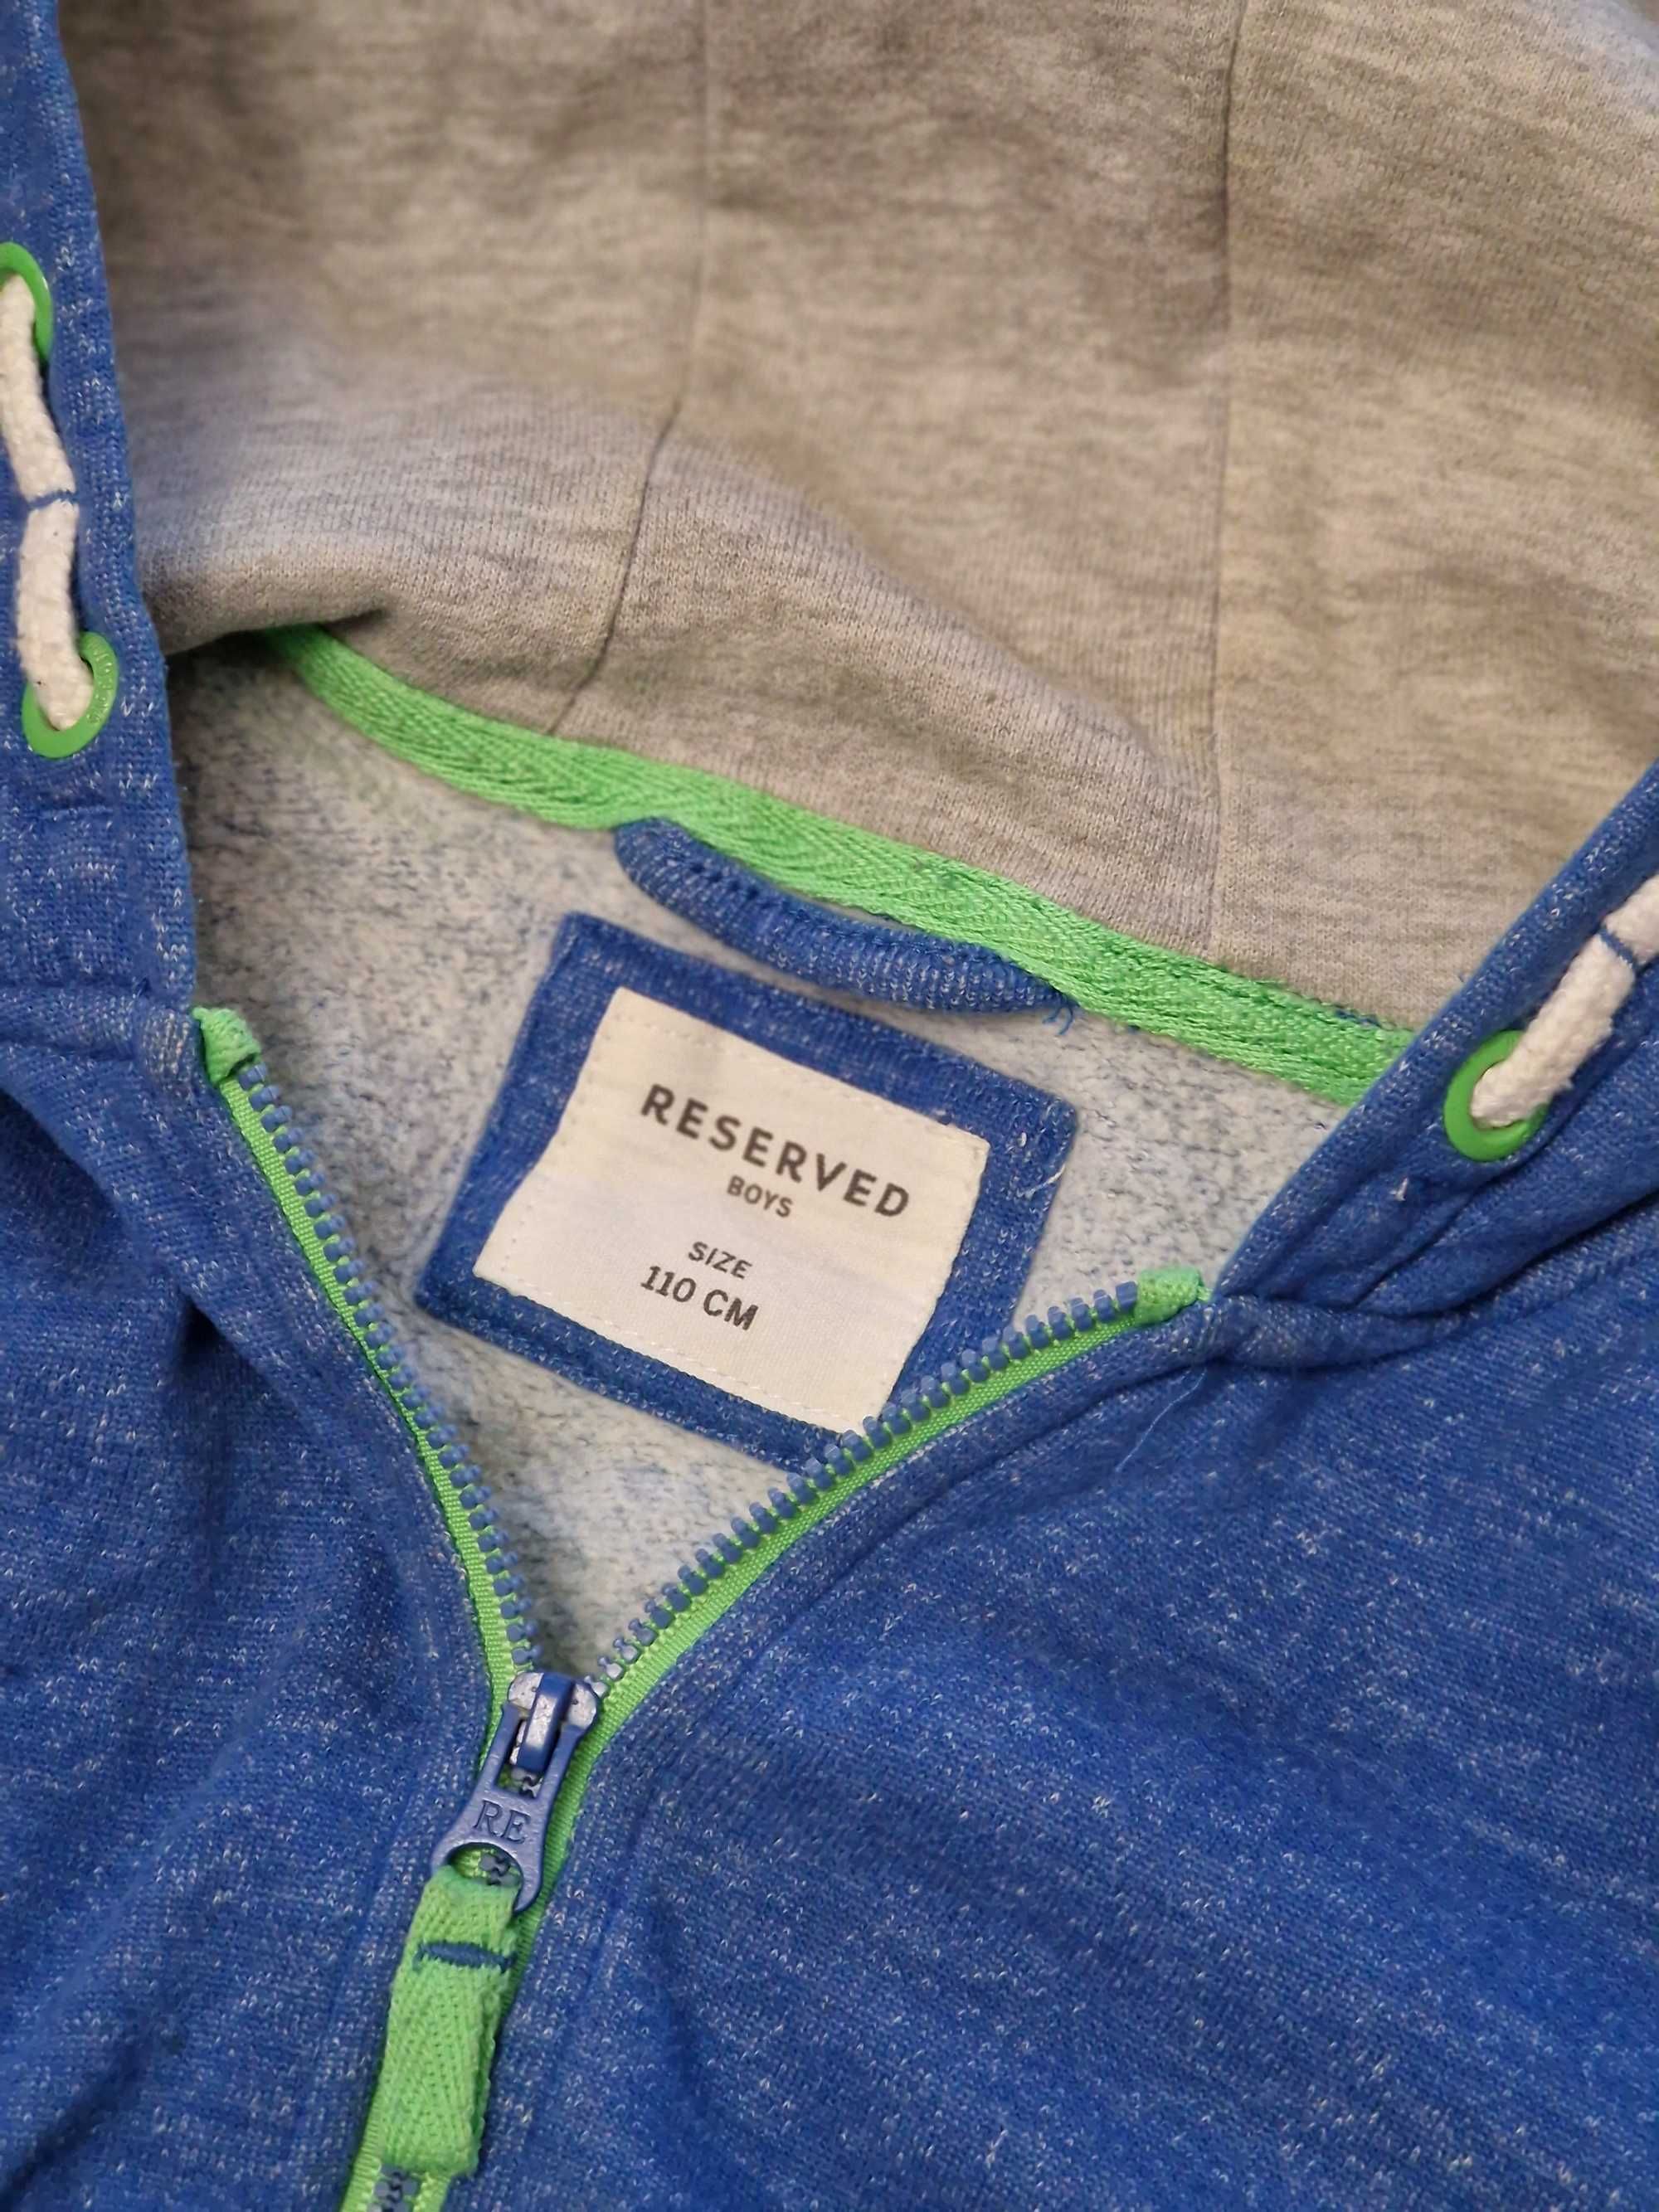 RESERVED
BOYS
SIZE
110 CM
RE